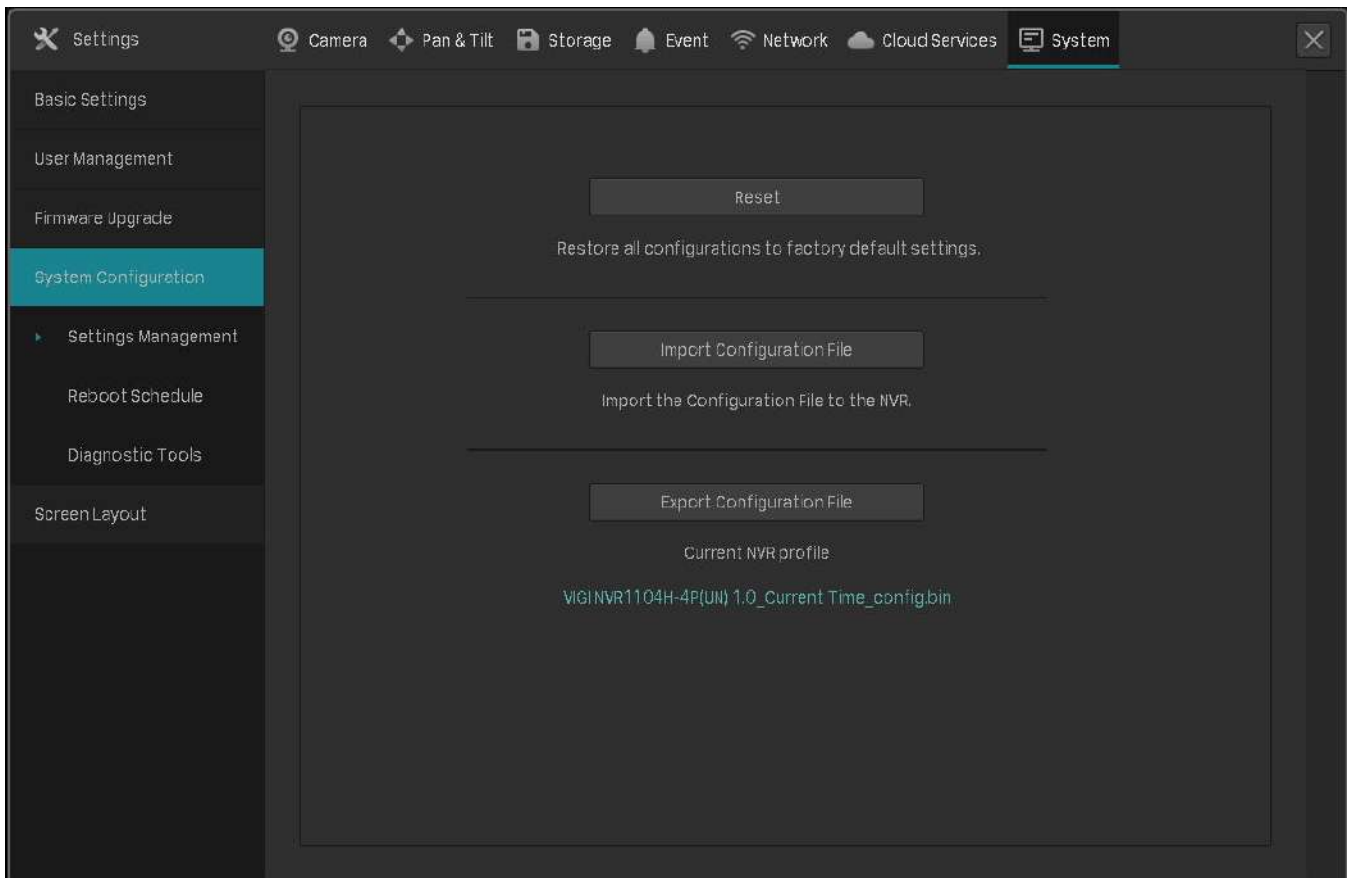 Settings
Camera
Pan & Tilt
Storage
Event
Network
Cloud Services
System
Basic Settings
User Management
Firmware Upgrade
System Configuration
Settings Management
Reboot Schedule
Diagnostic Tools
Screen Layout
Reset
Restore all configurations to factory default settings.
Import Configuration File
Import the Configuration File to the NVR.
Export Configuration File
Current NVR profile
VIGI NVR1104H-4P(UN) 1.0_Current Time_config.bin